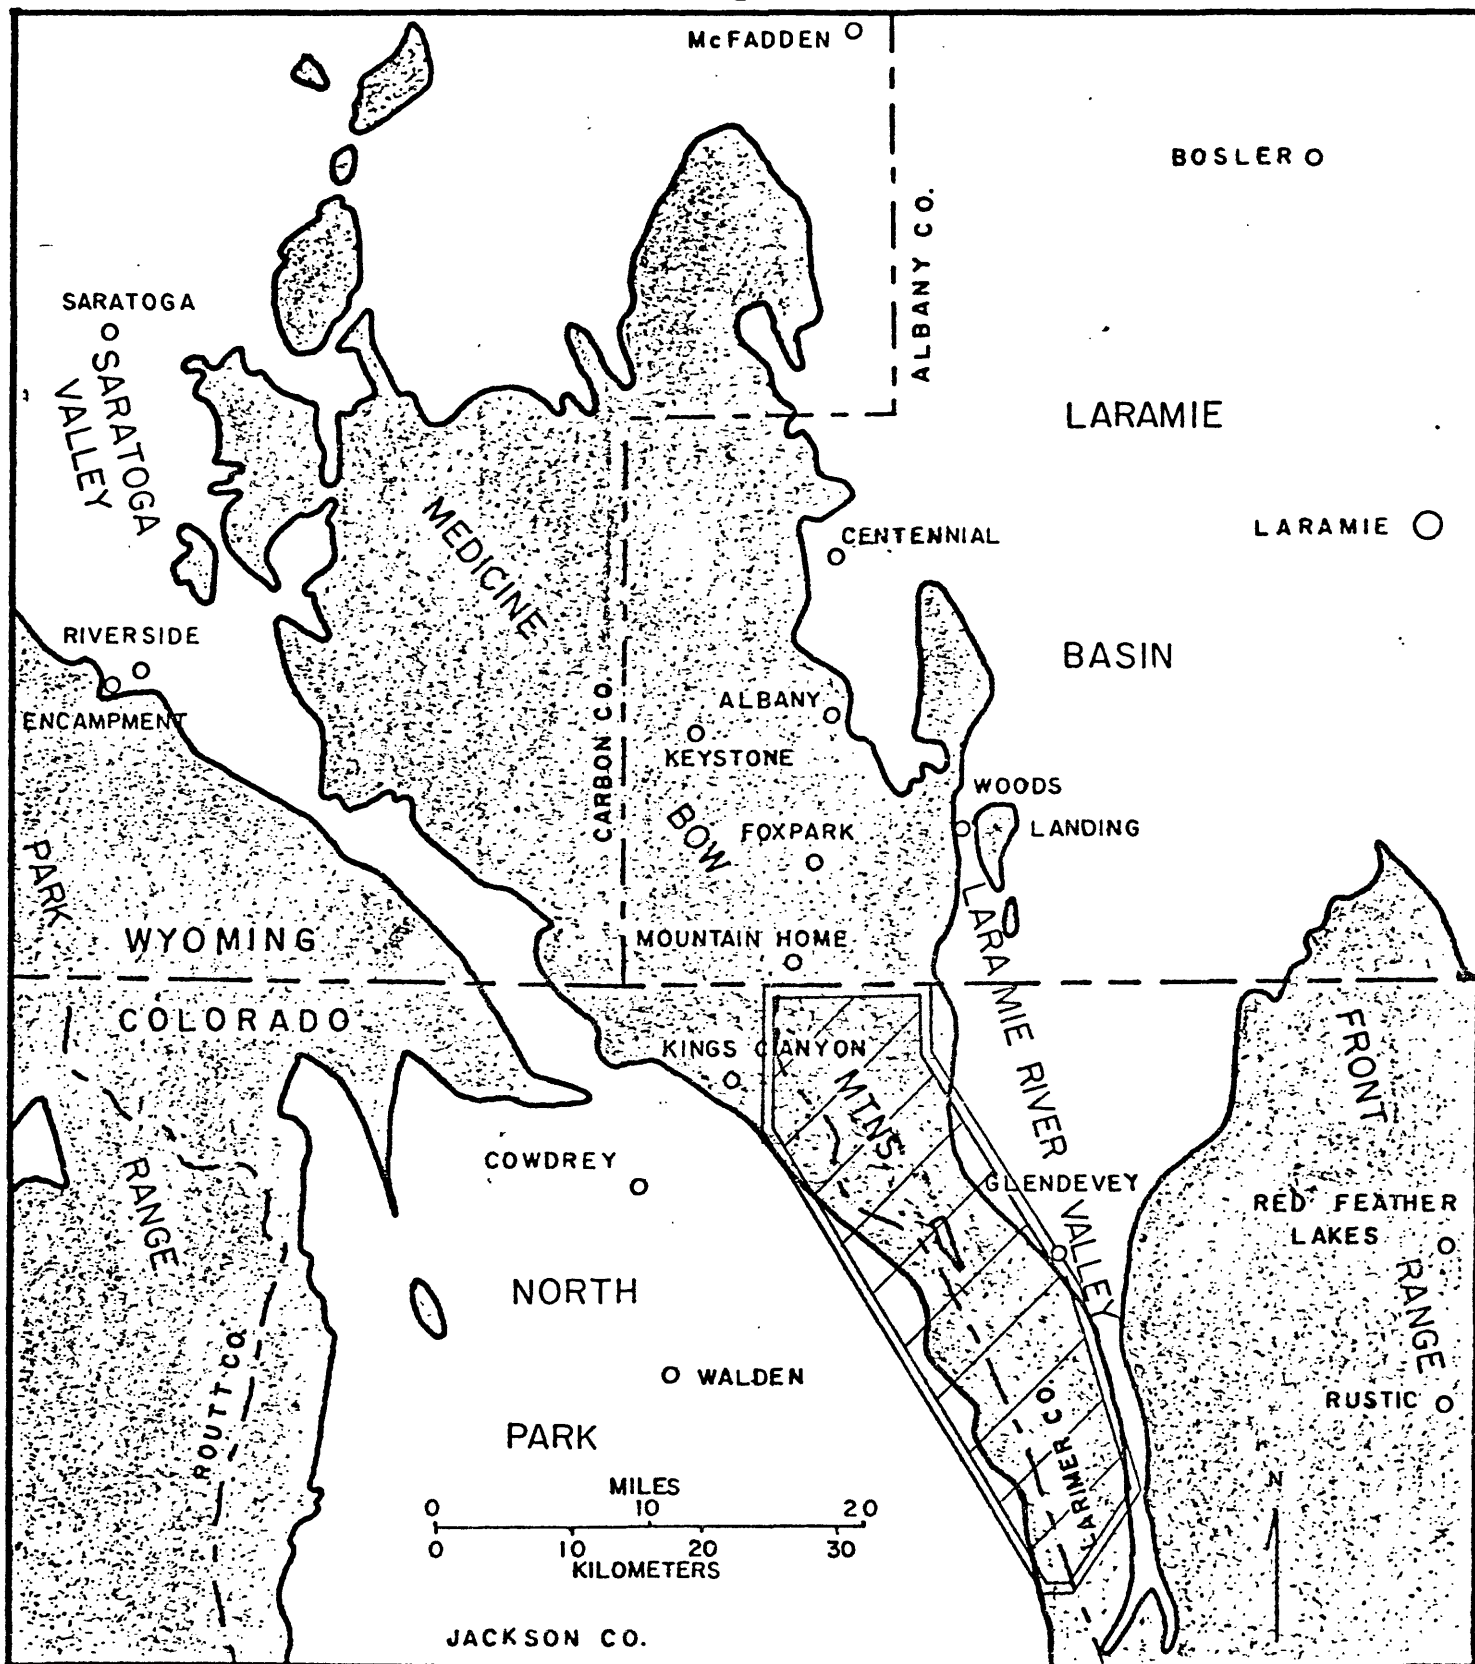 McFADDEN
BOSLER
ALBANY CO.
SARATOGA
SARATOGA
VALLEY
LARAMIE
MEDICINE
CENTENNIAL
LARAMIE
RIVERSIDE
BASIN
ENCAMPMENT
ALBANY
CARBON CO.
KEYSTONE
WOODS
LANDING
BOW
FOXPARK
PARK
LARAMIE RIVER VALLEY
WYOMING
MOUNTAIN HOME
COLORADO
FRONT
KINGS CANYON
MTNS
COWDREY
RANGE
GLENDEVEY
RED FEATHER
LAKES
NORTH
RANGE
ROUTT CO.
WALDEN
RUSTIC
LARIMER CO.
PARK
MILES
0 10 20
0 10 20 30
KILOMETERS
N
JACKSON CO.